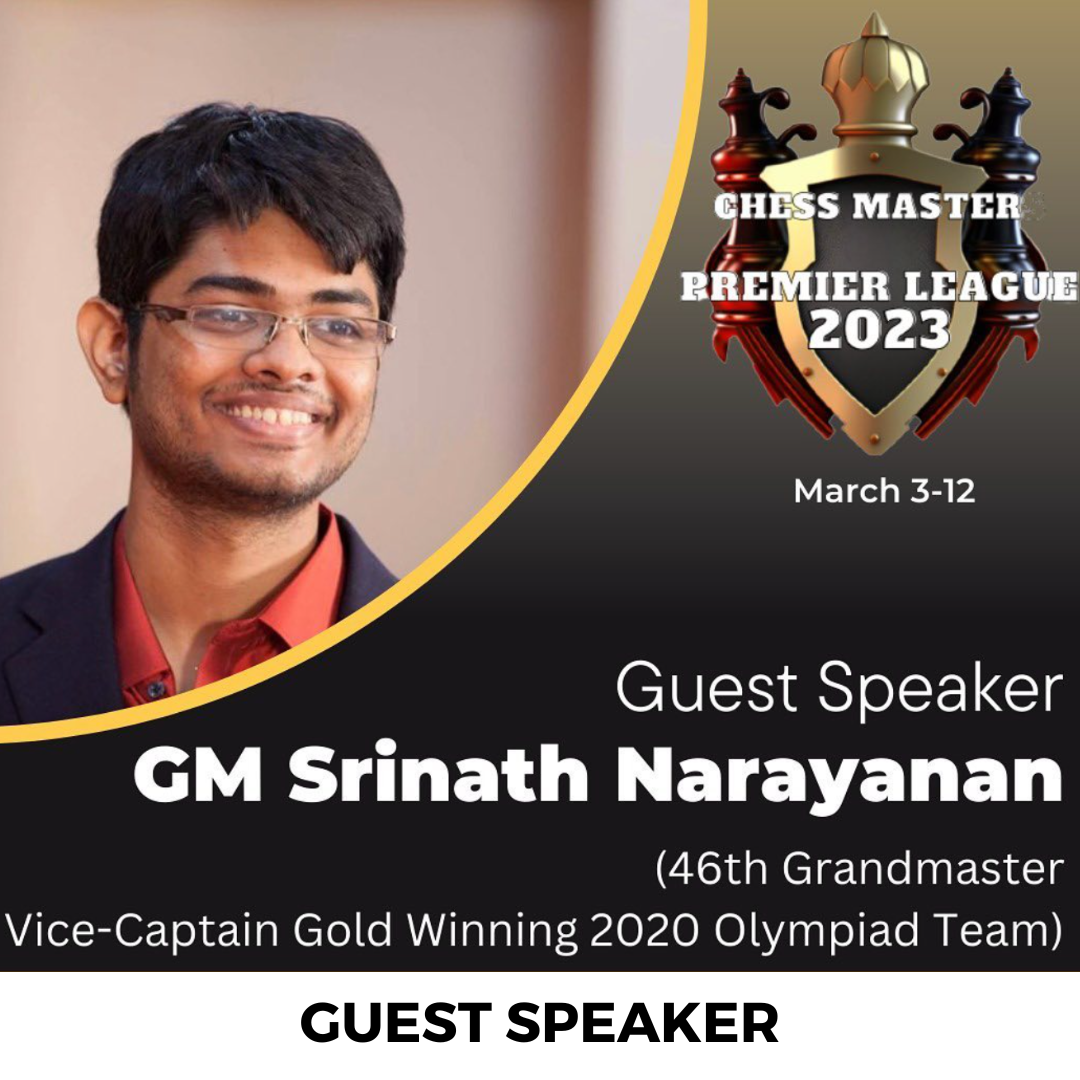 CHESS MASTER
PREMIER LEAGUE
2023
March 3-12
Guest Speaker
GM Srinath Narayanan
(46th Grandmaster
Vice-Captain Gold Winning 2020 Olympiad Team)
GUEST SPEAKER